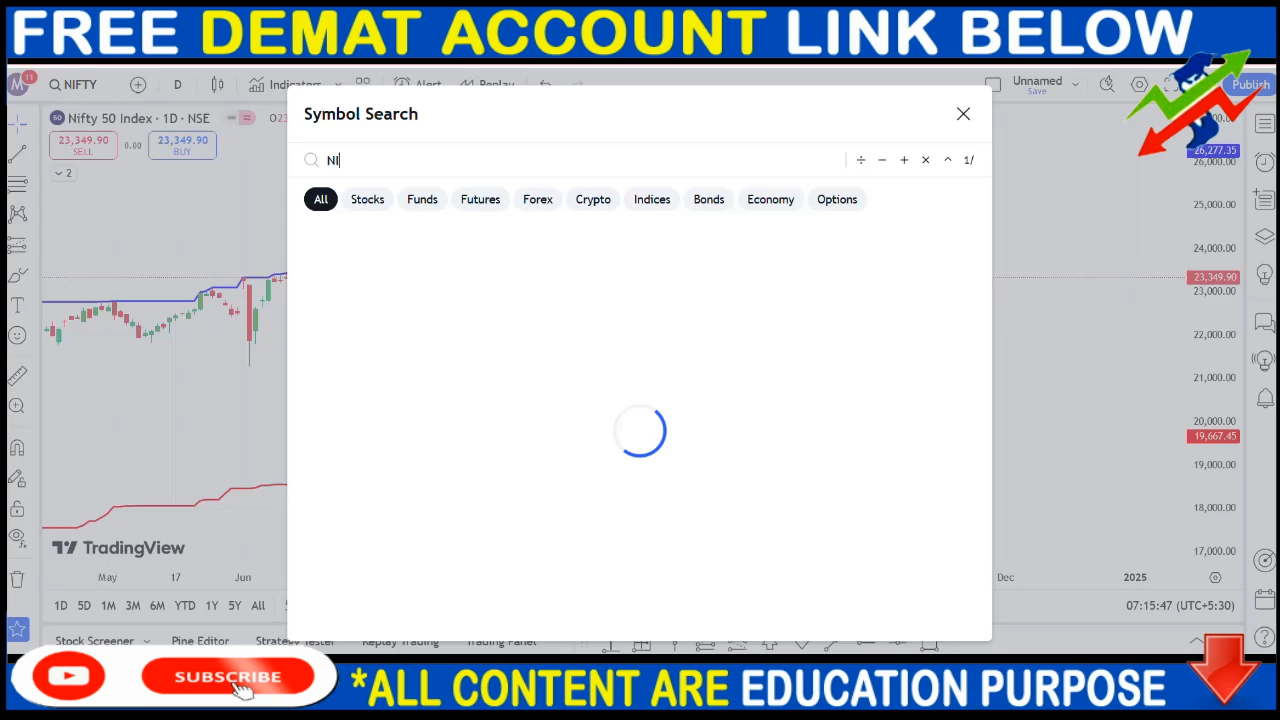 FREE DEMAT ACCOUNT LINK BELOW
M 11 NIFTY D Indicators Alert Replay Unnamed Save Publish
Nifty 50 Index · 1D · NSE
23,349.90 SELL 0.00 23,349.90 BUY
2
Symbol Search
NI
÷ − + × ^ 1/
All Stocks Funds Futures Forex Crypto Indices Bonds Economy Options
26,277.35
26,000.00
25,000.00
24,000.00
23,349.90
23,000.00
22,000.00
21,000.00
20,000.00
19,667.45
19,000.00
18,000.00
17,000.00
TradingView
May 17 Jun Dec 2025
1D 5D 1M 3M 6M YTD 1Y 5Y All 07:15:47 (UTC+5:30)
Stock Screener Pine Editor Strategy Tester Replay Trading Trading Panel
SUBSCRIBE
*ALL CONTENT ARE EDUCATION PURPOSE